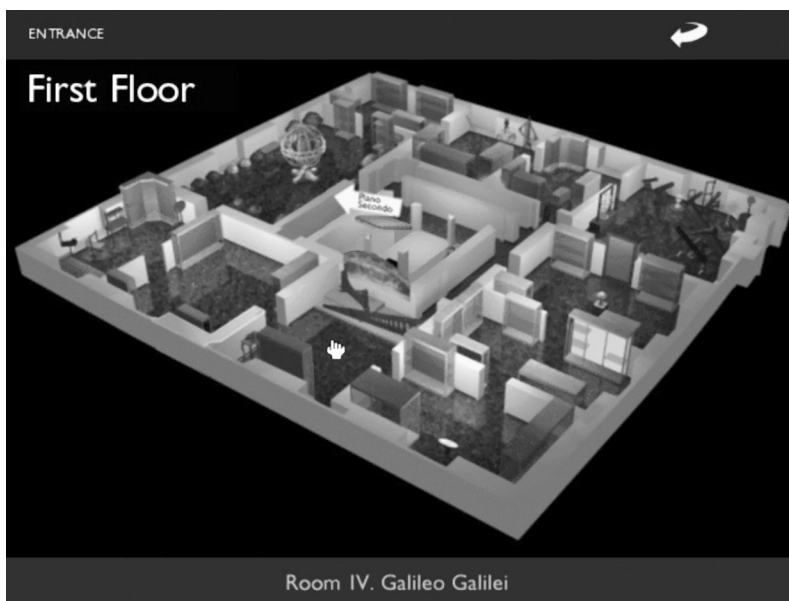 ENTRANCE
First Floor
Piano
Secondo
Room IV. Galileo Galilei